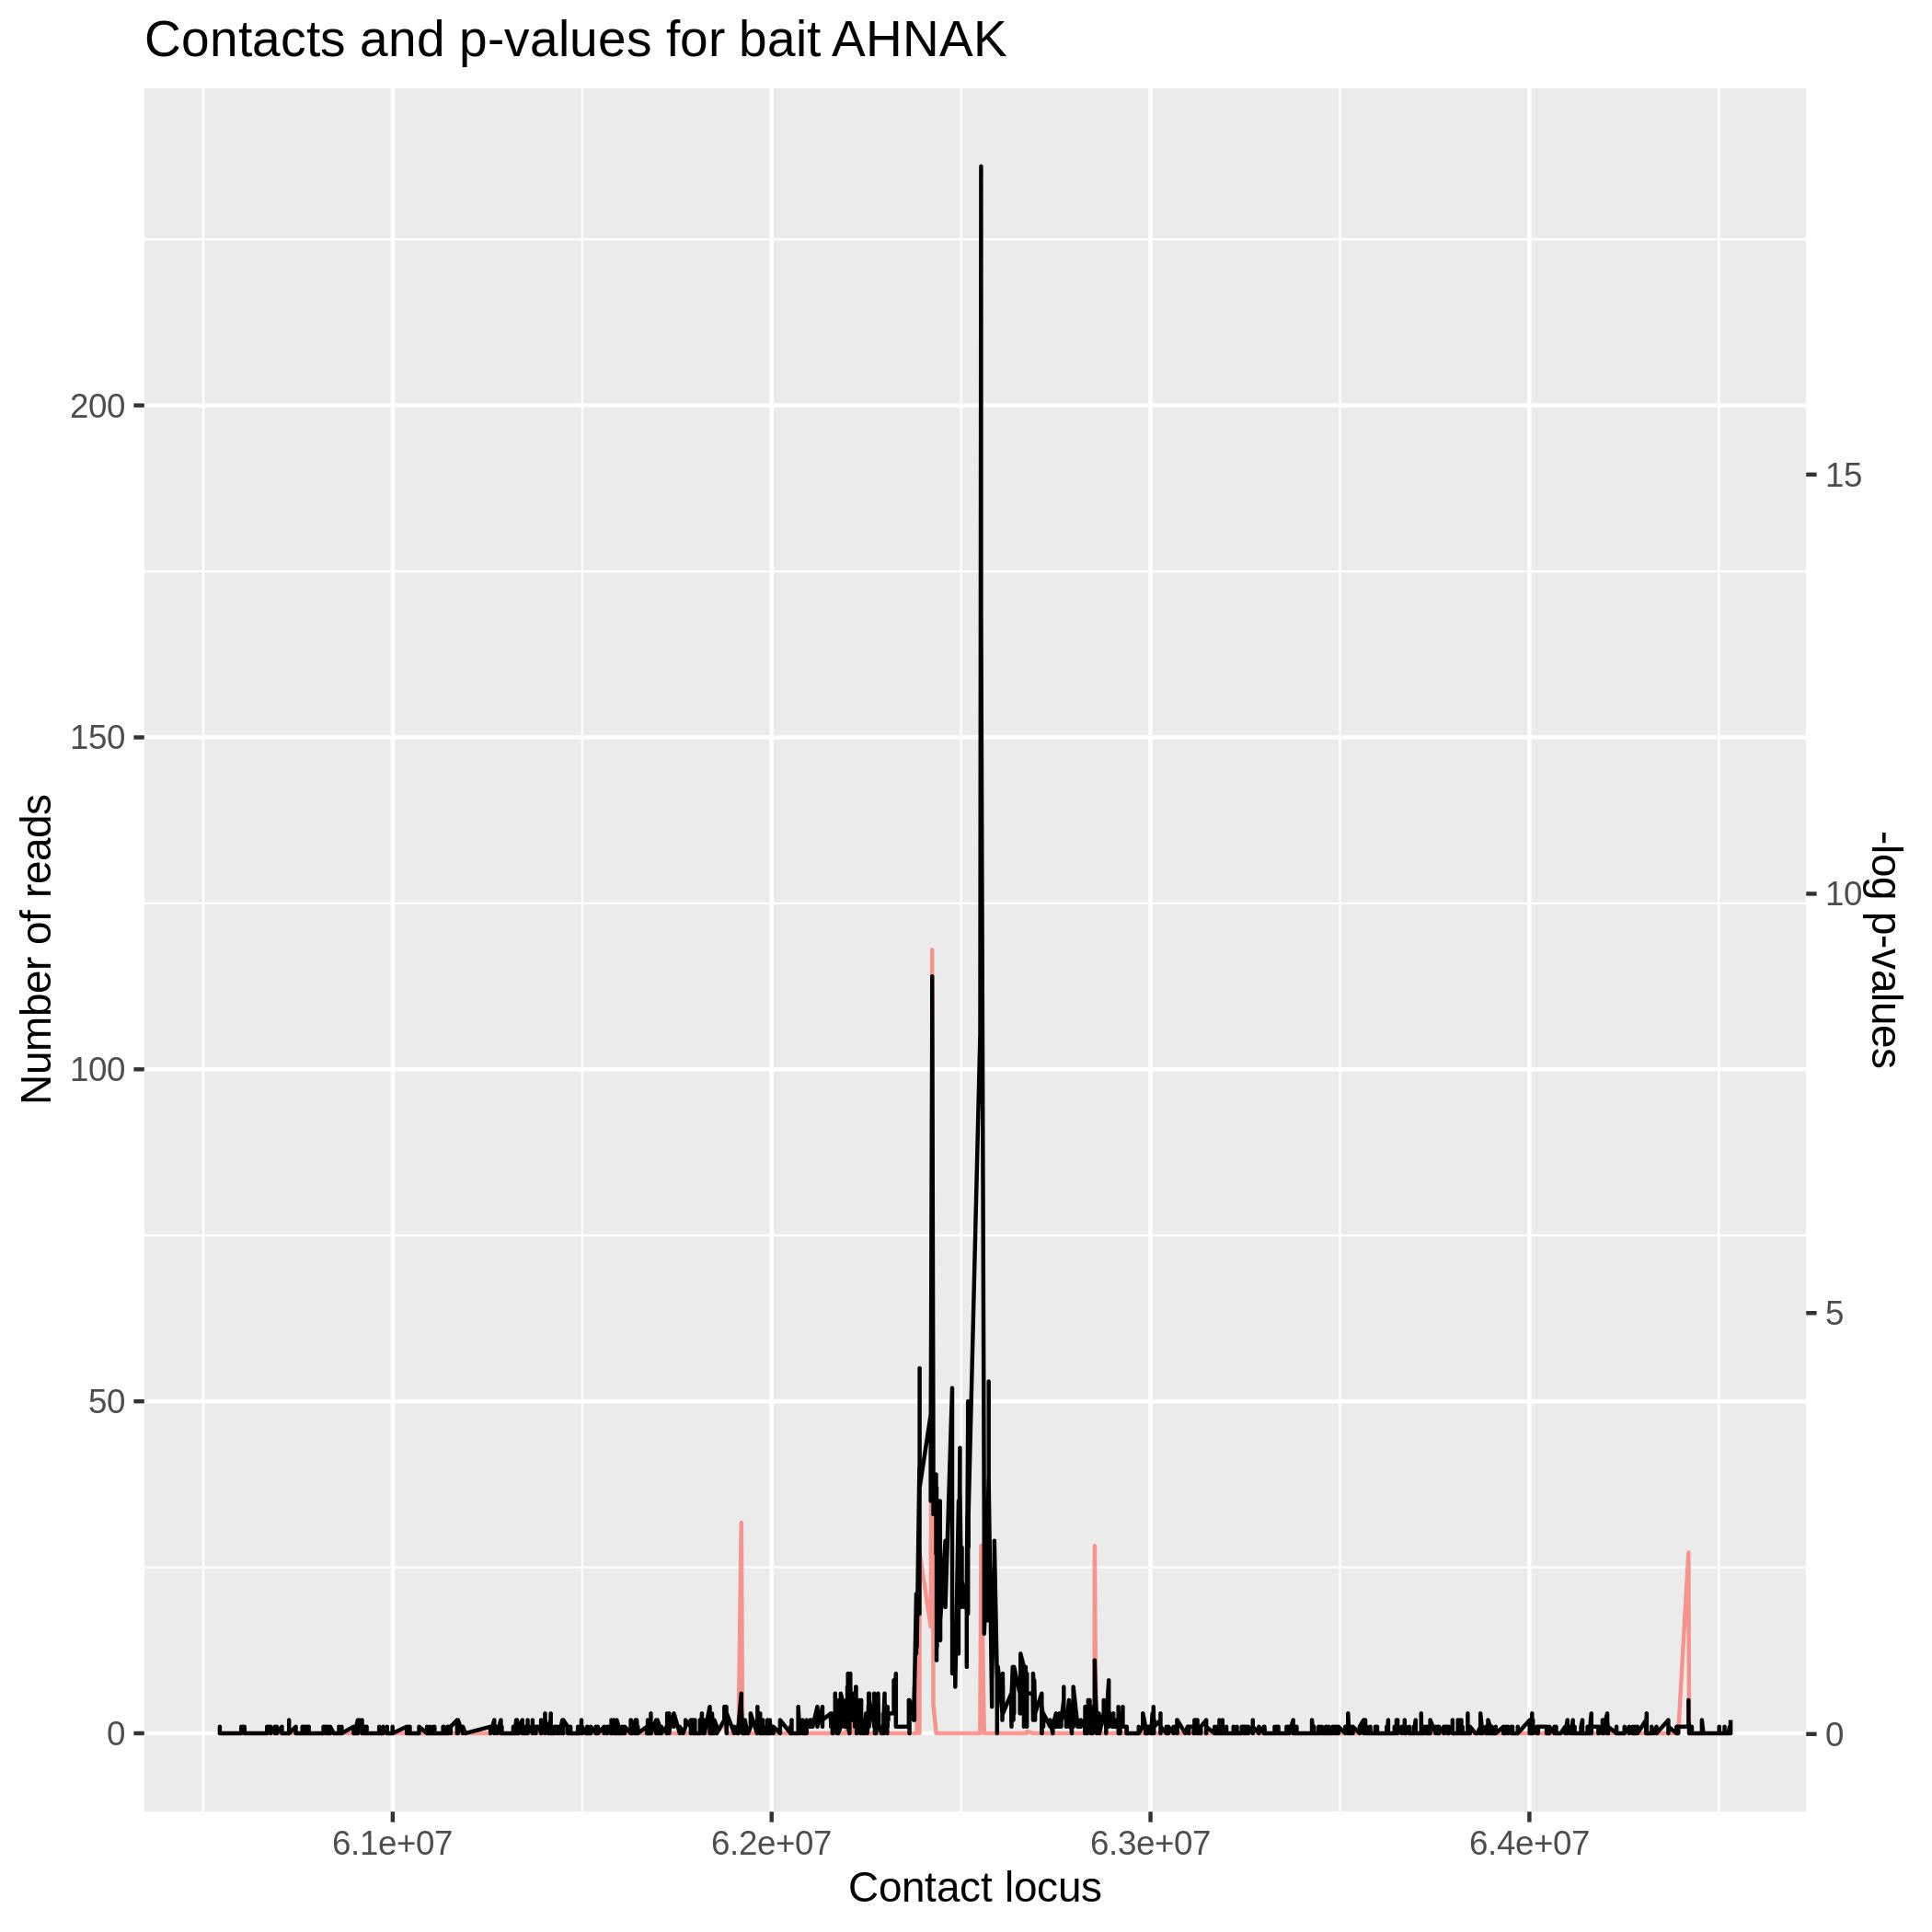 Contacts and p-values for bait AHNAK
200
150
100
50
0
Number of reads
15
10
5
0
-log p-values
6.1e+07
6.2e+07
6.3e+07
6.4e+07
Contact locus